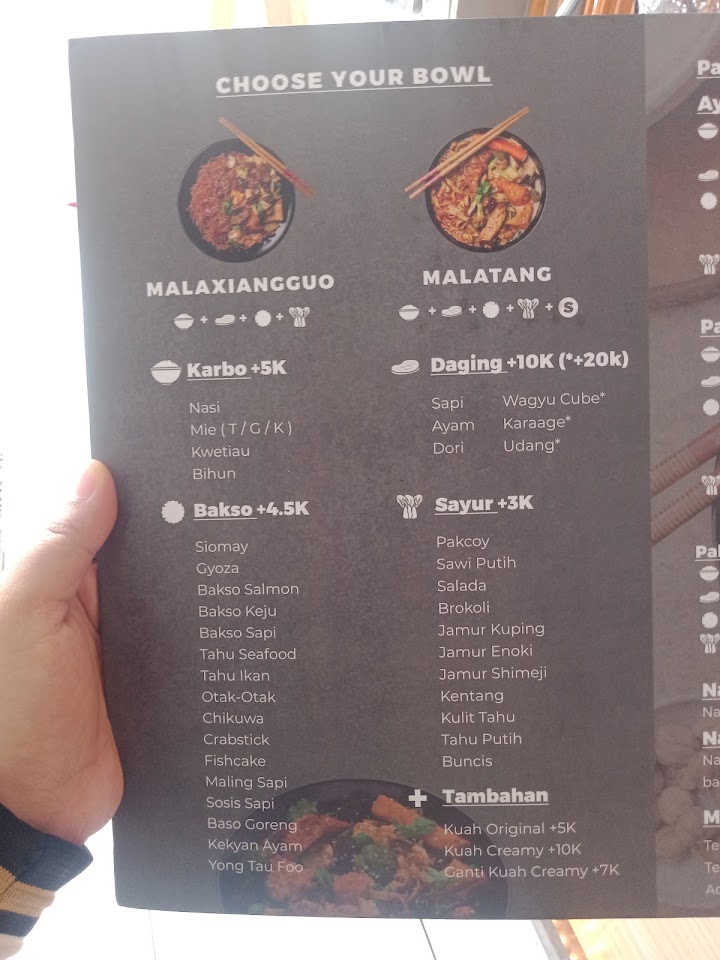 CHOOSE YOUR BOWL
MALAXIANGGUO
+ + +
Karbo +5K
Nasi
Mie ( T / G / K )
Kwetiau
Bihun
Bakso +4.5K
Siomay
Gyoza
Bakso Salmon
Bakso Keju
Bakso Sapi
Tahu Seafood
Tahu Ikan
Otak-Otak
Chikuwa
Crabstick
Fishcake
Maling Sapi
Sosis Sapi
Baso Goreng
Kekyan Ayam
Yong Tau Foo
MALATANG
+ + + + S
Daging +10K (*+20k)
Sapi Wagyu Cube*
Ayam Karaage*
Dori Udang*
Sayur +3K
Pakcoy
Sawi Putih
Salada
Brokoli
Jamur Kuping
Jamur Enoki
Jamur Shimeji
Kentang
Kulit Tahu
Tahu Putih
Buncis
+ Tambahan
Kuah Original +5K
Kuah Creamy +10K
Ganti Kuah Creamy +7K